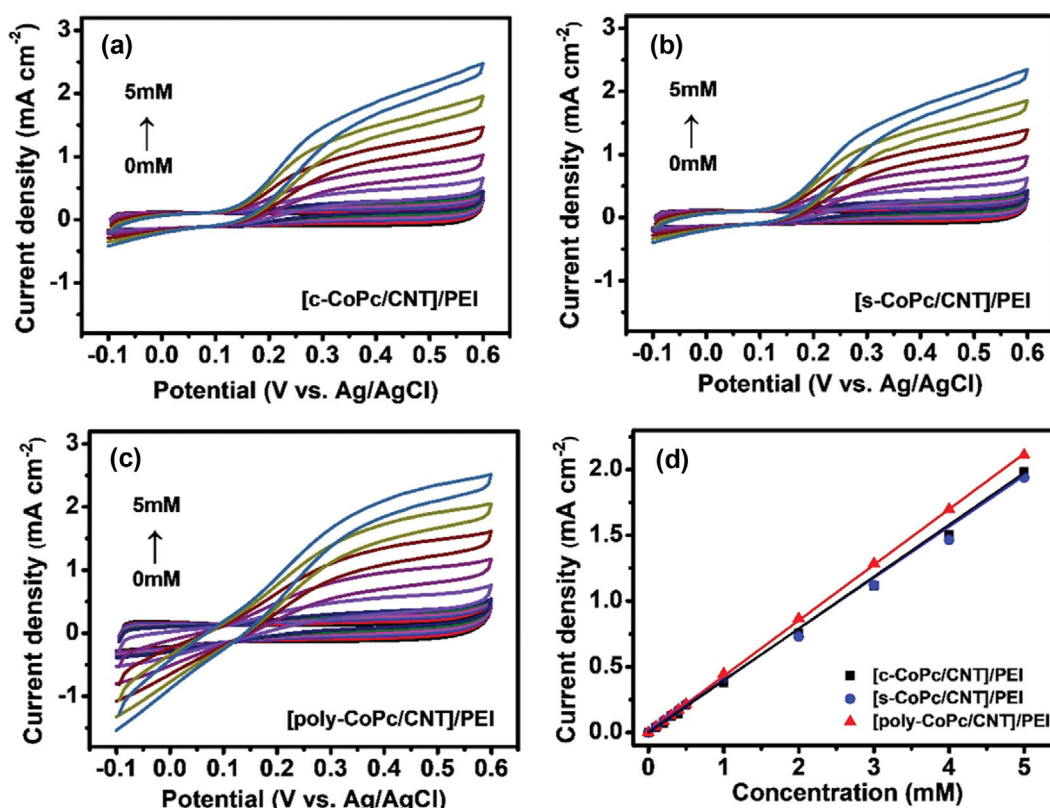 (a)
Current density (mA cm-2)
3
2
1
0
-1
5mM
0mM
[c-CoPc/CNT]/PEI
-0.1 0.0 0.1 0.2 0.3 0.4 0.5 0.6
Potential (V vs. Ag/AgCl)
(b)
Current density (mA cm-2)
3
2
1
0
-1
5mM
0mM
[s-CoPc/CNT]/PEI
-0.1 0.0 0.1 0.2 0.3 0.4 0.5 0.6
Potential (V vs. Ag/AgCl)
(c)
Current density (mA cm-2)
3
2
1
0
-1
5mM
0mM
[poly-CoPc/CNT]/PEI
-0.1 0.0 0.1 0.2 0.3 0.4 0.5 0.6
Potential (V vs. Ag/AgCl)
(d)
Current density (mA cm-2)
2.0
1.5
1.0
0.5
0.0
[c-CoPc/CNT]/PEI
[s-CoPc/CNT]/PEI
[poly-CoPc/CNT]/PEI
0 1 2 3 4 5
Concentration (mM)